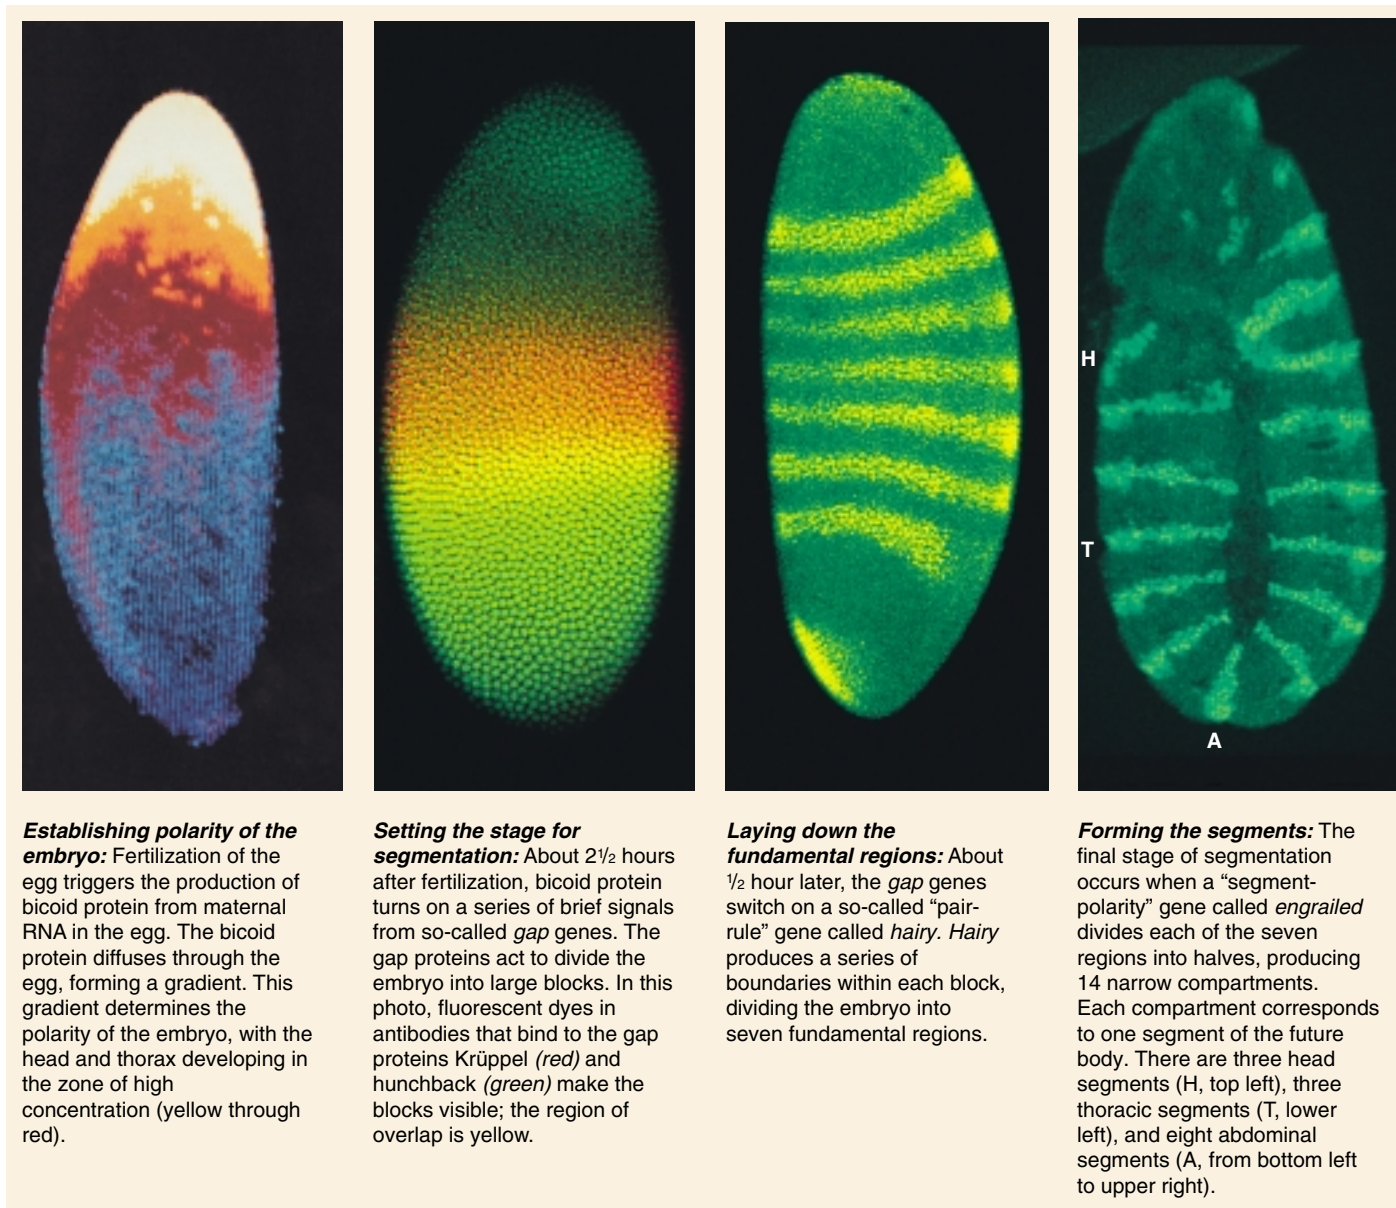 H
T
A
Establishing polarity of the
embryo: Fertilization of the
egg triggers the production of
bicoid protein from maternal
RNA in the egg. The bicoid
protein diffuses through the
egg, forming a gradient. This
gradient determines the
polarity of the embryo, with the
head and thorax developing in
the zone of high
concentration (yellow through
red).
Setting the stage for
segmentation: About 2½ hours
after fertilization, bicoid protein
turns on a series of brief signals
from so-called gap genes. The
gap proteins act to divide the
embryo into large blocks. In this
photo, fluorescent dyes in
antibodies that bind to the gap
proteins Krüppel (red) and
hunchback (green) make the
blocks visible; the region of
overlap is yellow.
Laying down the
fundamental regions: About
½ hour later, the gap genes
switch on a so-called “pair-
rule” gene called hairy. Hairy
produces a series of
boundaries within each block,
dividing the embryo into
seven fundamental regions.
Forming the segments: The
final stage of segmentation
occurs when a “segment-
polarity” gene called engrailed
divides each of the seven
regions into halves, producing
14 narrow compartments.
Each compartment corresponds
to one segment of the future
body. There are three head
segments (H, top left), three
thoracic segments (T, lower
left), and eight abdominal
segments (A, from bottom left
to upper right).